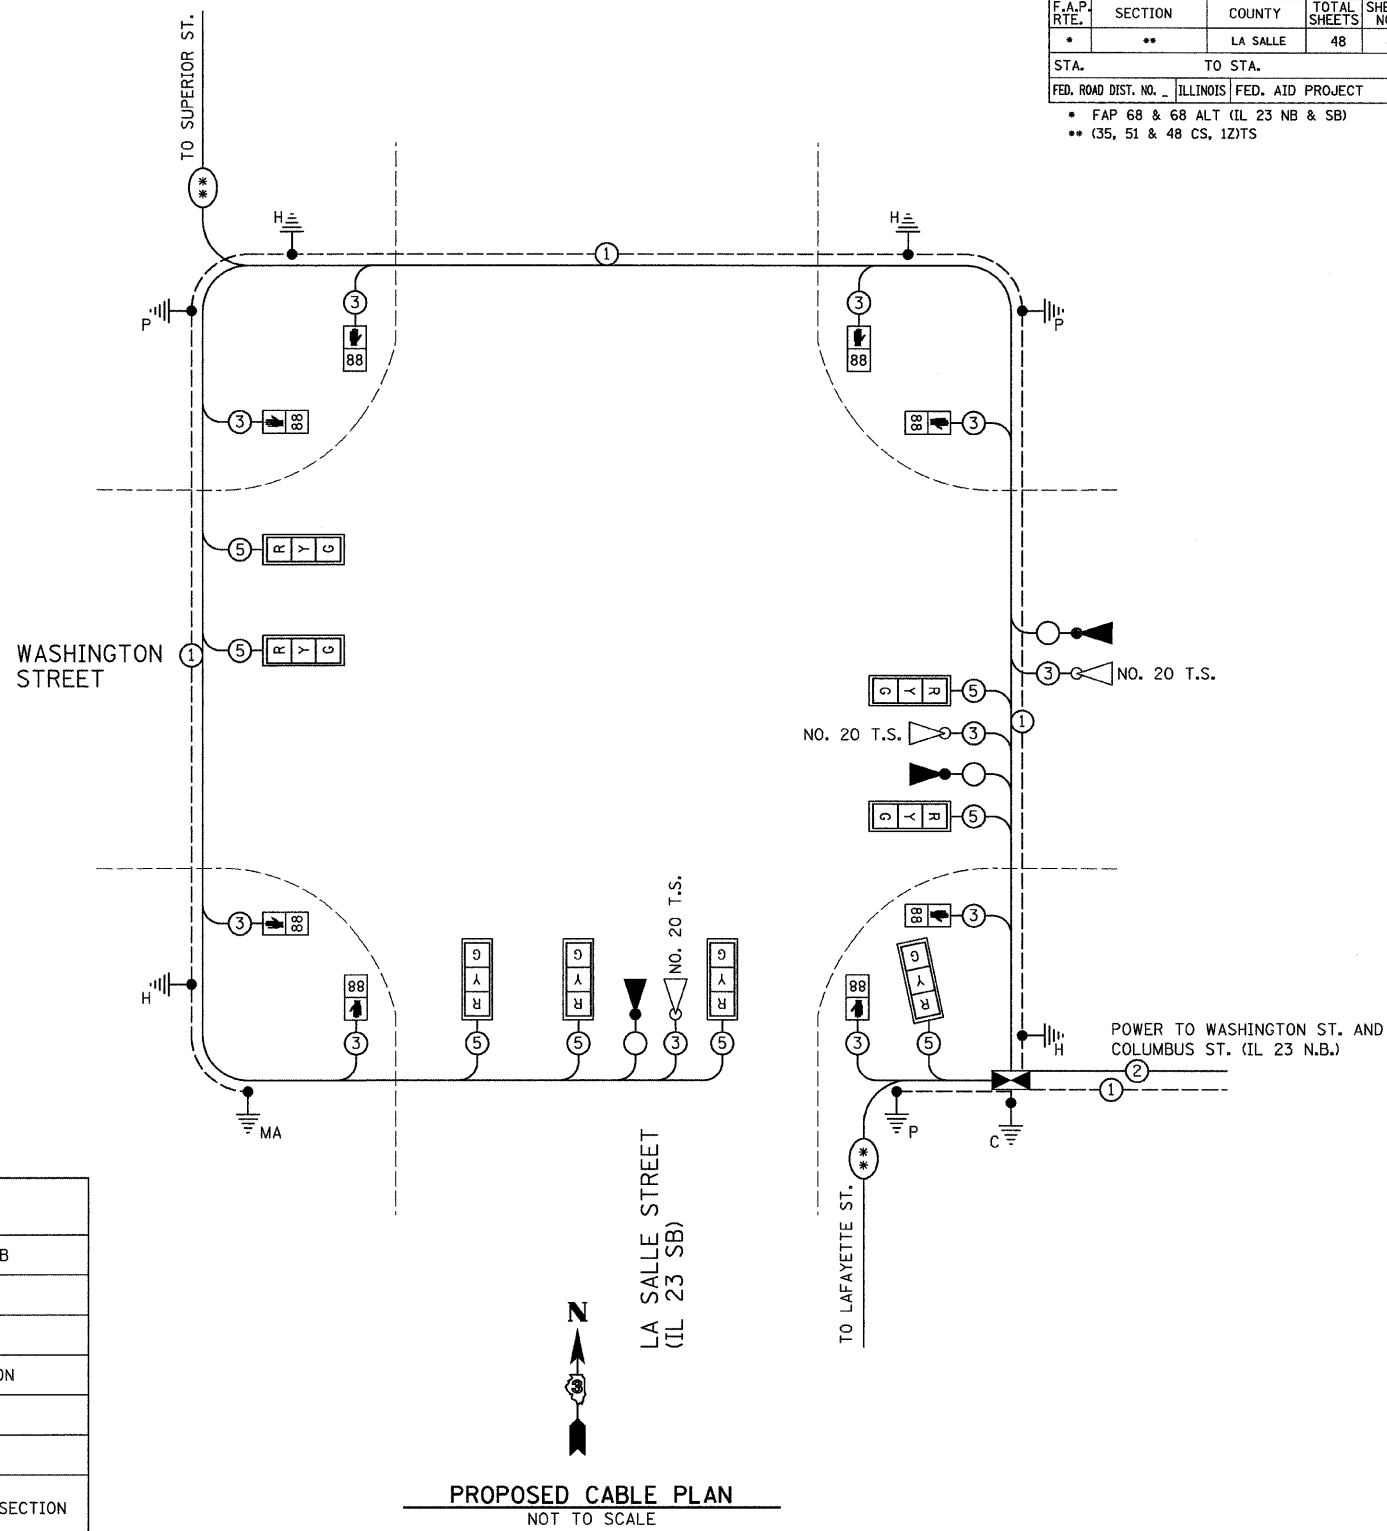 F.A.P. RTE.
SECTION
COUNTY
TOTAL SHEETS
*
**
LA SALLE
48
STA.
TO STA.
FED. ROAD DIST. NO. _
ILLINOIS
FED. AID PROJECT
* FAP 68 & 68 ALT (IL 23 NB & SB)
** (35, 51 & 48 CS, 1Z)TS
TO SUPERIOR ST.
**
H
H
1
P
P
3
3
88
88
3
88
88
3
5
R Y G
WASHINGTON
STREET
1
5
R Y G
3
NO. 20 T.S.
R Y G
5
1
NO. 20 T.S.
3
R Y G
5
3
88
88
3
NO. 20 T.S.
R Y G
R Y G
R Y G
R Y G
88
88
H
3
5
5
3
5
3
5
H
POWER TO WASHINGTON ST. AND
COLUMBUS ST. (IL 23 N.B.)
2
1
MA
P
C
**
TO LAFAYETTE ST.
LA SALLE STREET
(IL 23 SB)
B
ON
SECTION
N
3
PROPOSED CABLE PLAN
NOT TO SCALE